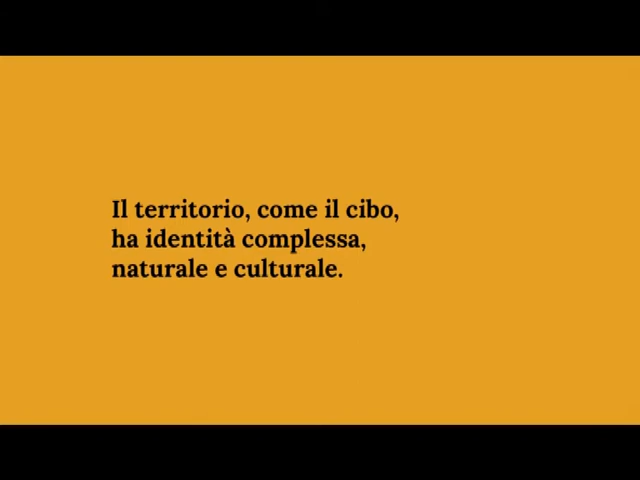 Il territorio, come il cibo,
ha identità complessa,
naturale e culturale.